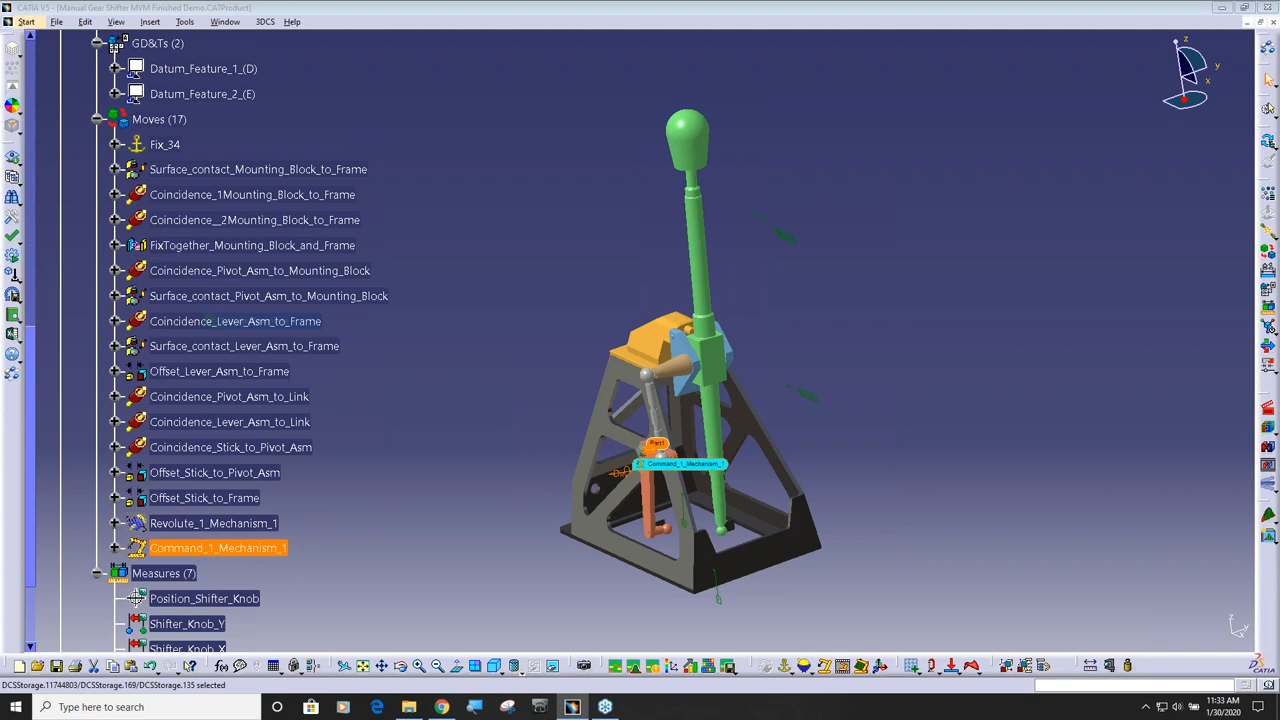 CATIA V5 - [Manual Gear Shifter MVM Finished Demo.CATProduct]
Start File Edit View Insert Tools Window 3DCS Help
GD&Ts (2)
Datum_Feature_1_(D)
Datum_Feature_2_(E)
Moves (17)
Fix_34
Surface_contact_Mounting_Block_to_Frame
Coincidence_1Mounting_Block_to_Frame
Coincidence__2Mounting_Block_to_Frame
FixTogether_Mounting_Block_and_Frame
Coincidence_Pivot_Asm_to_Mounting_Block
Surface_contact_Pivot_Asm_to_Mounting_Block
Coincidence_Lever_Asm_to_Frame
Surface_contact_Lever_Asm_to_Frame
Offset_Lever_Asm_to_Frame
Coincidence_Pivot_Asm_to_Link
Coincidence_Lever_Asm_to_Link
Coincidence_Stick_to_Pivot_Asm
Offset_Stick_to_Pivot_Asm
Offset_Stick_to_Frame
Revolute_1_Mechanism_1
Command_1_Mechanism_1
Measures (7)
Position_Shifter_Knob
Shifter_Knob_Y
Shifter_Knob_X
z
y
x
Part1
Command_1_Mechanism_1
z
y
x
f(x)
CATIA
DCSStorage.11744803/DCSStorage.169/DCSStorage.135 selected
Type here to search
11:33 AM
1/30/2020